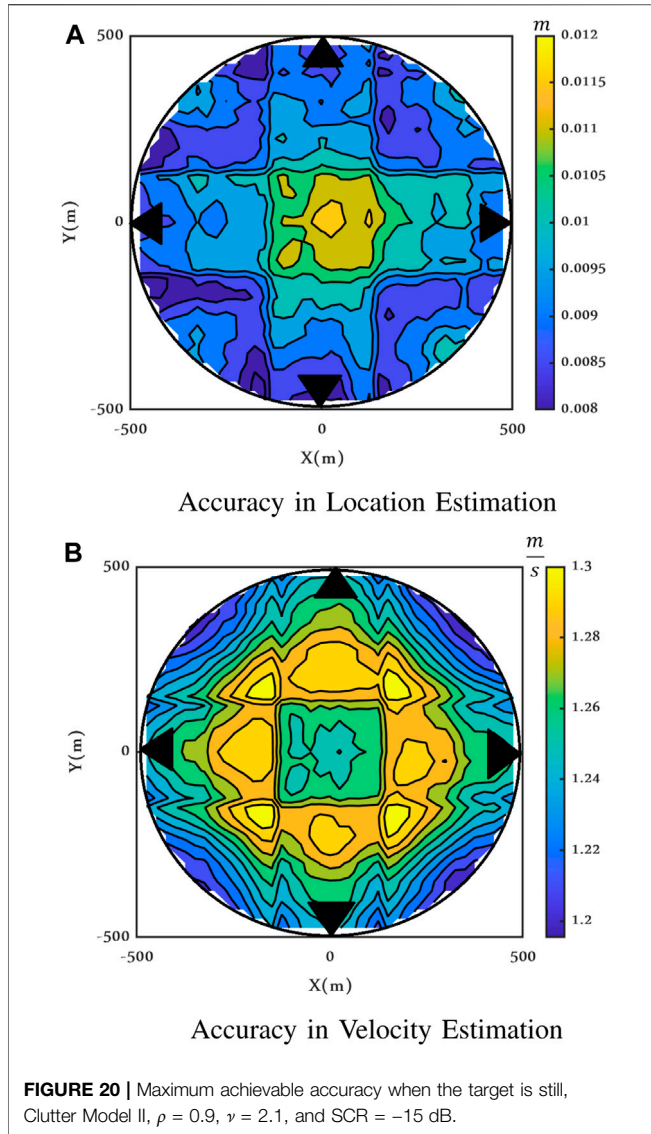 A
m
500
0
-500
Y(m)
-500
0
500
X(m)
0.012
0.0115
0.011
0.0105
0.01
0.0095
0.009
0.0085
0.008
Accuracy in Location Estimation
B
m
s
500
0
-500
Y(m)
-500
0
500
X(m)
1.3
1.28
1.26
1.24
1.22
1.2
Accuracy in Velocity Estimation
FIGURE 20 | Maximum achievable accuracy when the target is still,
Clutter Model II, ρ = 0.9, ν = 2.1, and SCR = −15 dB.